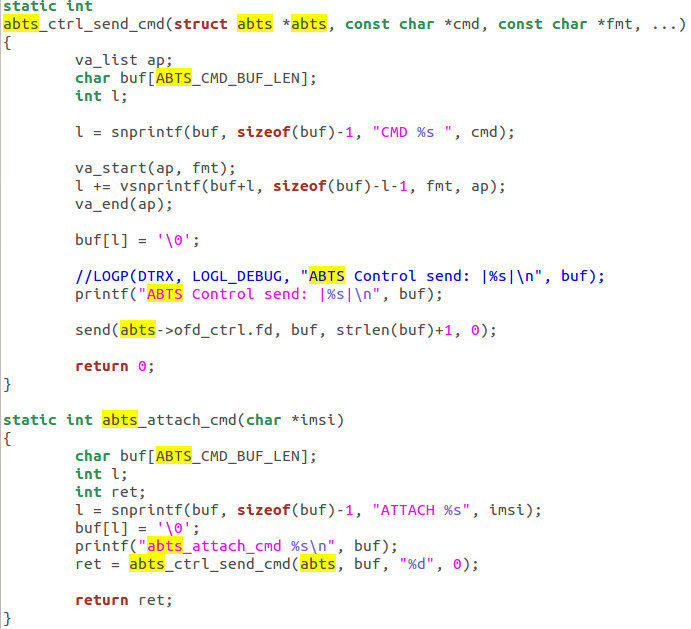 static int
abts_ctrl_send_cmd(struct abts *abts, const char *cmd, const char *fmt, ...)
{
        va_list ap;
        char buf[ABTS_CMD_BUF_LEN];
        int l;

        l = snprintf(buf, sizeof(buf)-1, "CMD %s ", cmd);

        va_start(ap, fmt);
        l += vsnprintf(buf+l, sizeof(buf)-l-1, fmt, ap);
        va_end(ap);

        buf[l] = '\0';

        //LOGP(DTRX, LOGL_DEBUG, "ABTS Control send: |%s|\n", buf);
        printf("ABTS Control send: |%s|\n", buf);

        send(abts->ofd_ctrl.fd, buf, strlen(buf)+1, 0);

        return 0;
}

static int abts_attach_cmd(char *imsi)
{
        char buf[ABTS_CMD_BUF_LEN];
        int l;
        int ret;
        l = snprintf(buf, sizeof(buf)-1, "ATTACH %s", imsi);
        buf[l] = '\0';
        printf("abts_attach_cmd %s\n", buf);
        ret = abts_ctrl_send_cmd(abts, buf, "%d", 0);

        return ret;
}